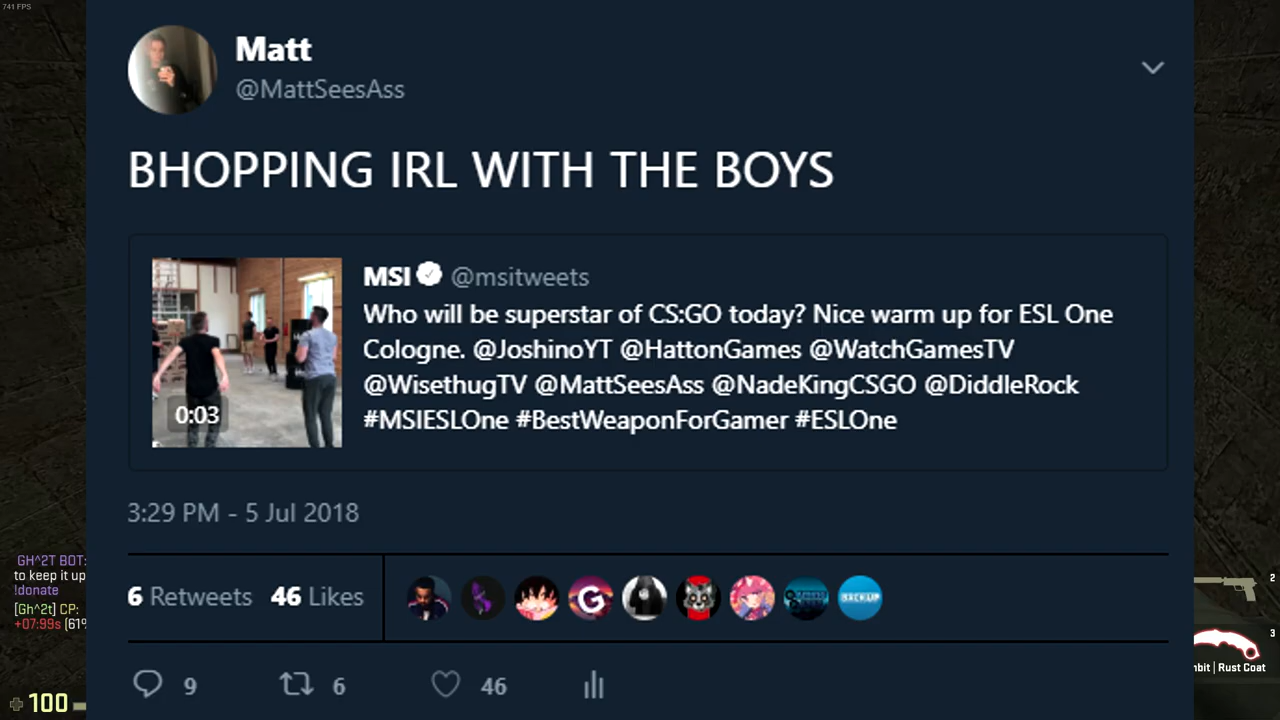 741 FPS
Matt
@MattSeesAss
BHOPPING IRL WITH THE BOYS
MSI @msitweets
Who will be superstar of CS:GO today? Nice warm up for ESL One
Cologne. @JoshinoYT @HattonGames @WatchGamesTV
@WisethugTV @MattSeesAss @NadeKingCSGO @DiddleRock
#MSIESLOne #BestWeaponForGamer #ESLOne
0:03
3:29 PM - 5 Jul 2018
GH^2T BOT:
to keep it up
!donate
[Gh^2t] CP:
+07:99s (61%
6 Retweets 46 Likes
G
BACKUP
2
3
nbit | Rust Coat
9 6 46
100